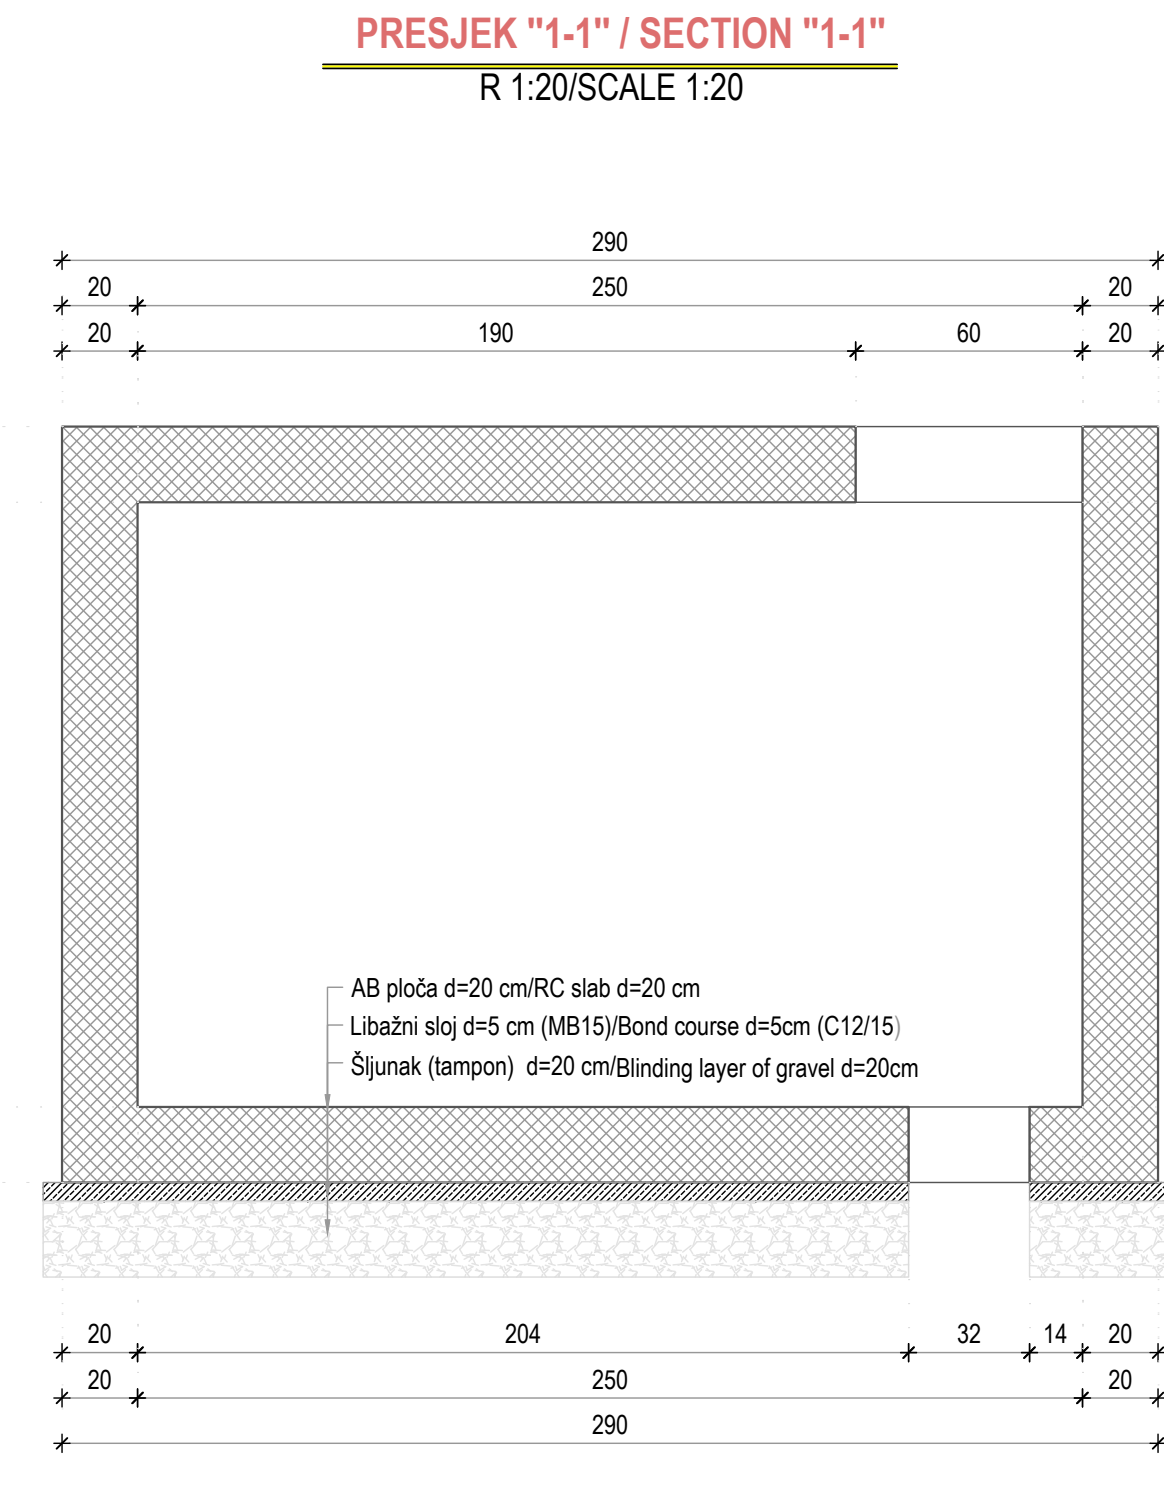 PRESJEK "1-1" / SECTION "1-1"
R 1:20/SCALE 1:20
290
20 250 20
20 190 60 20
AB ploča d=20 cm/RC slab d=20 cm
Libažni sloj d=5 cm (MB15)/Bond course d=5cm (C12/15)
Šljunak (tampon) d=20 cm/Blinding layer of gravel d=20cm
20 204 32 14 20
20 250 20
290